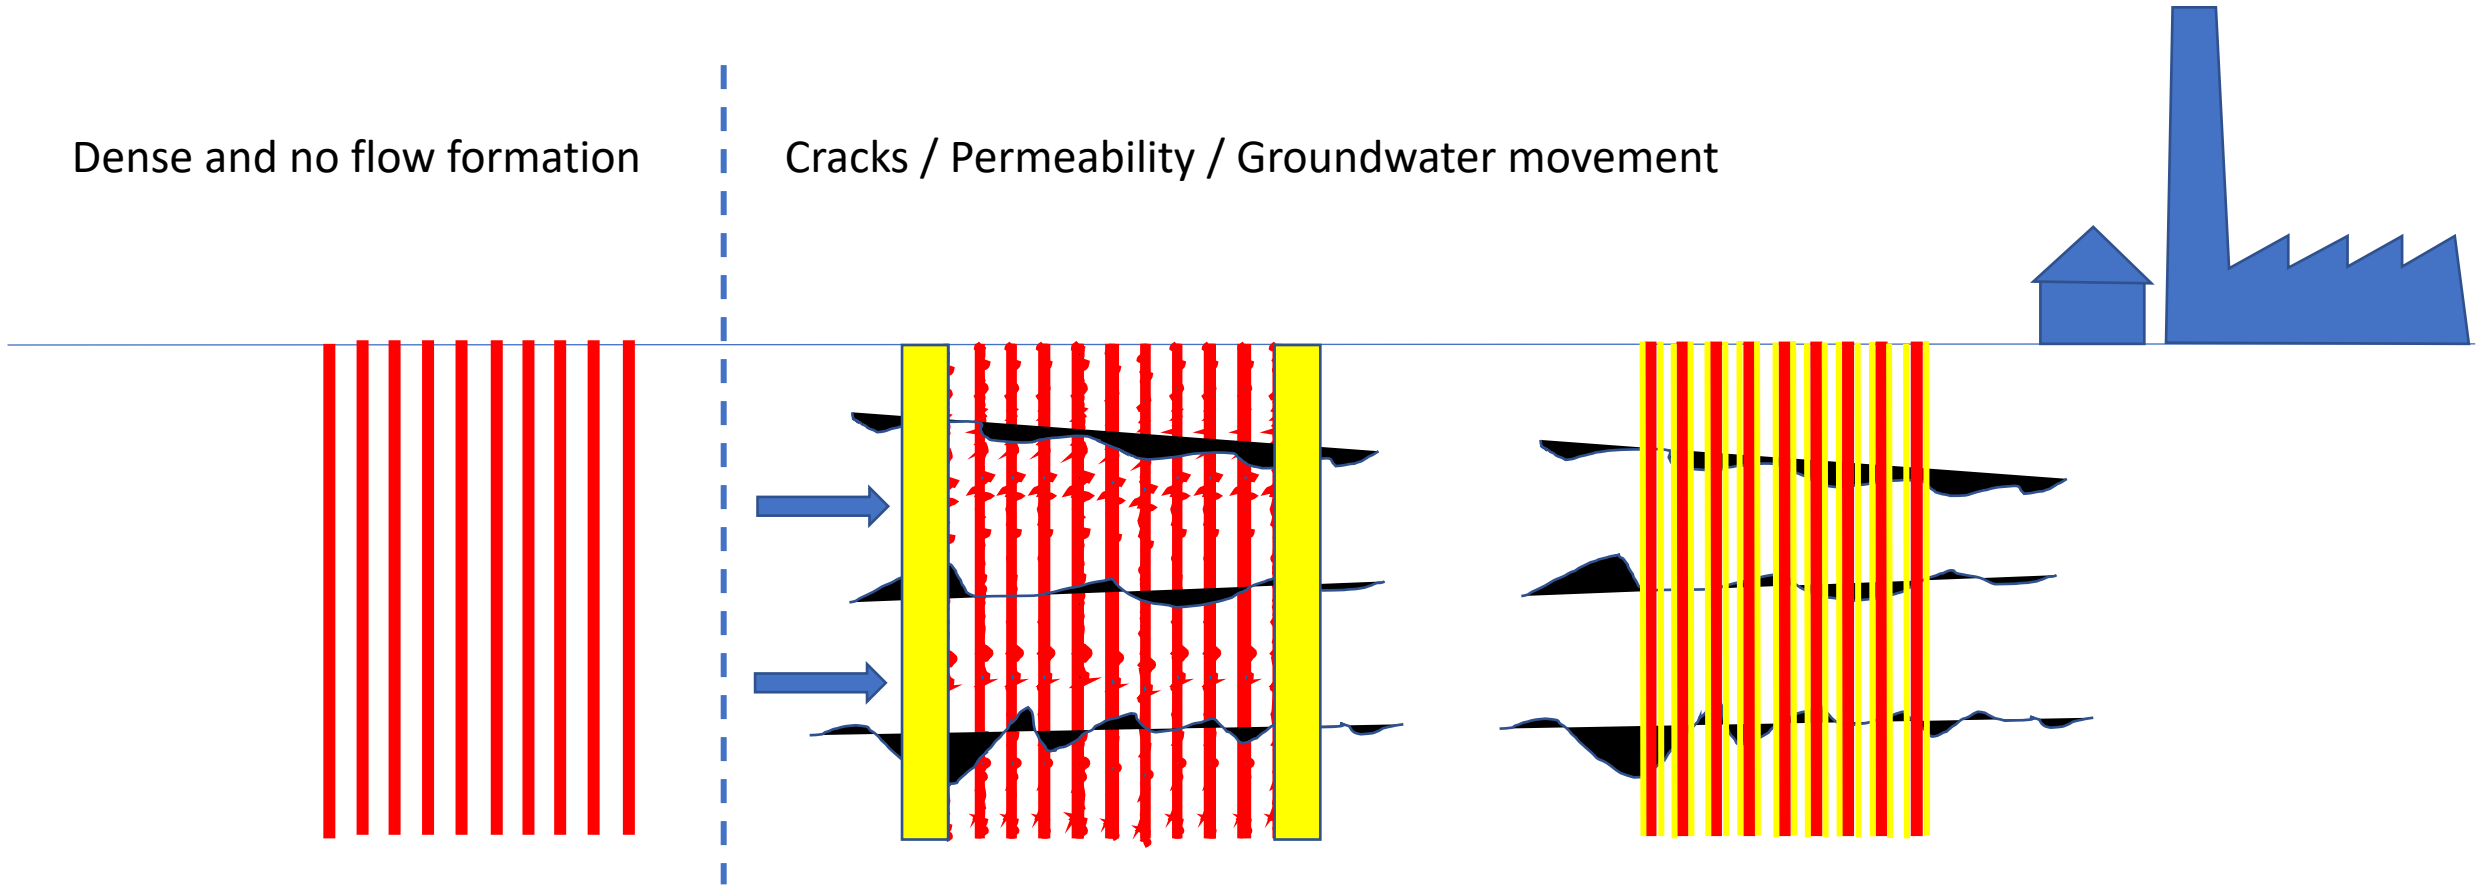 Dense and no flow formation
Cracks / Permeability / Groundwater movement